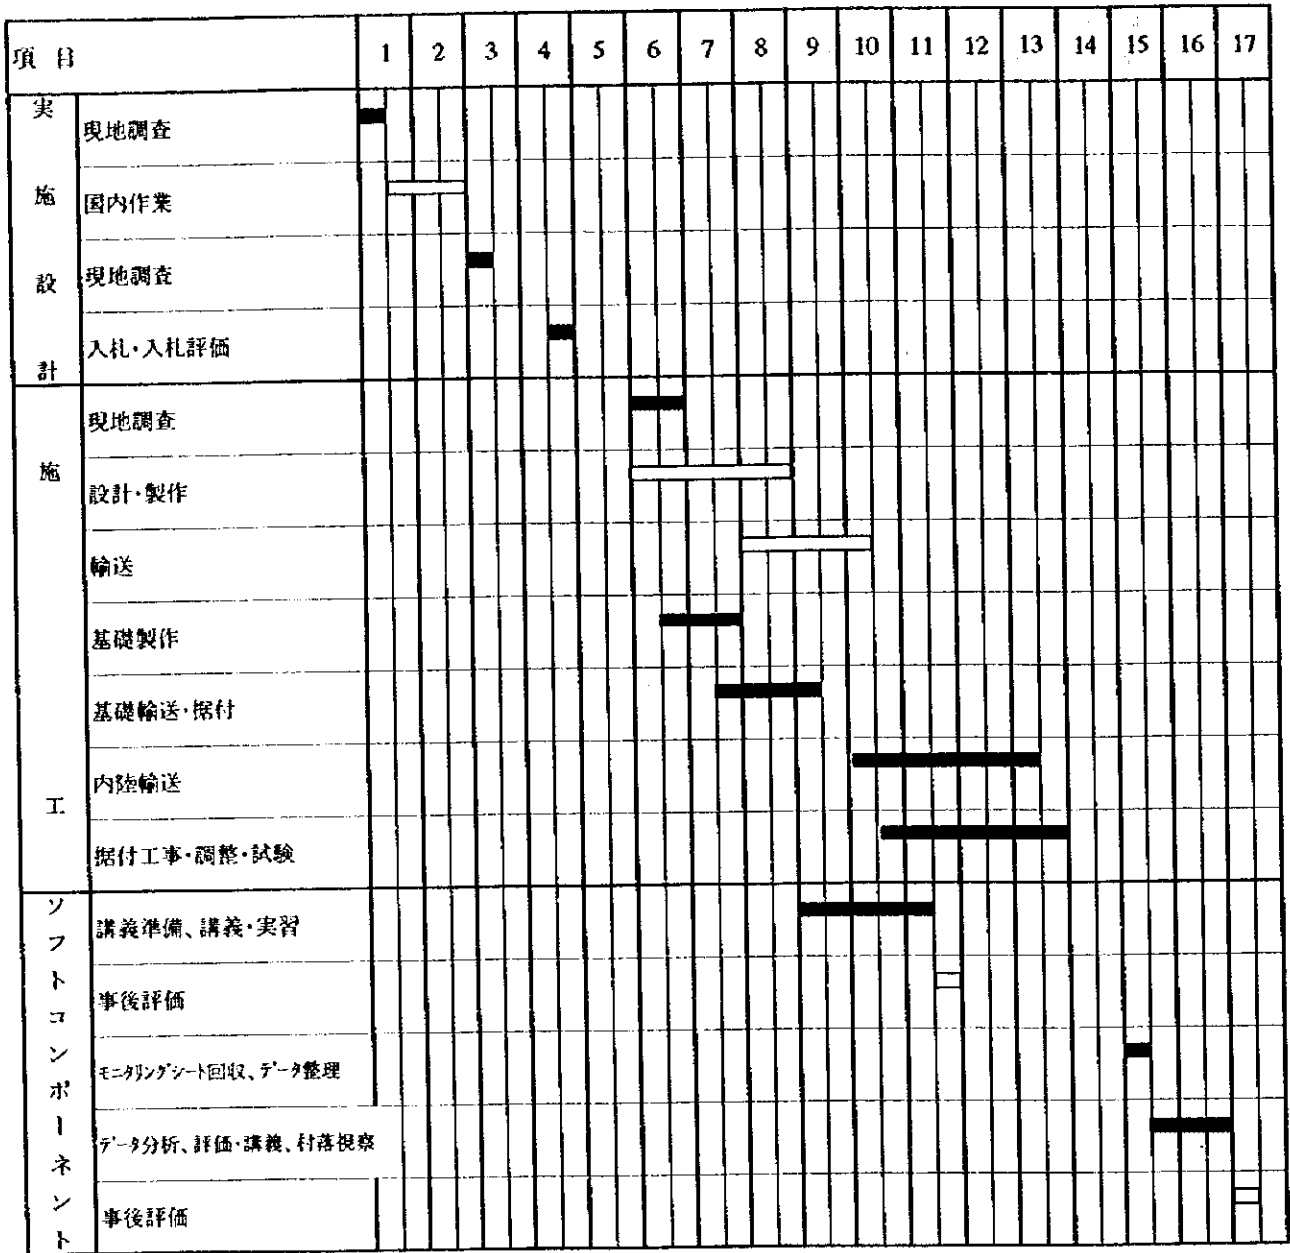 項 目 1 2 3 4 5 6 7 8 9 10 11 12 13 14 15 16 17
実施設計
現地調査
国内作業
現地調査
入札・入札評価
施工
現地調査
設計・製作
輸送
基礎製作
基礎輸送・据付
内陸輸送
据付工事・調整・試験
ソフトコンポーネント
講義準備、講義・実習
事後評価
モニタリングシート回収、データ整理
データ分析、評価・講義、村落視察
事後評価